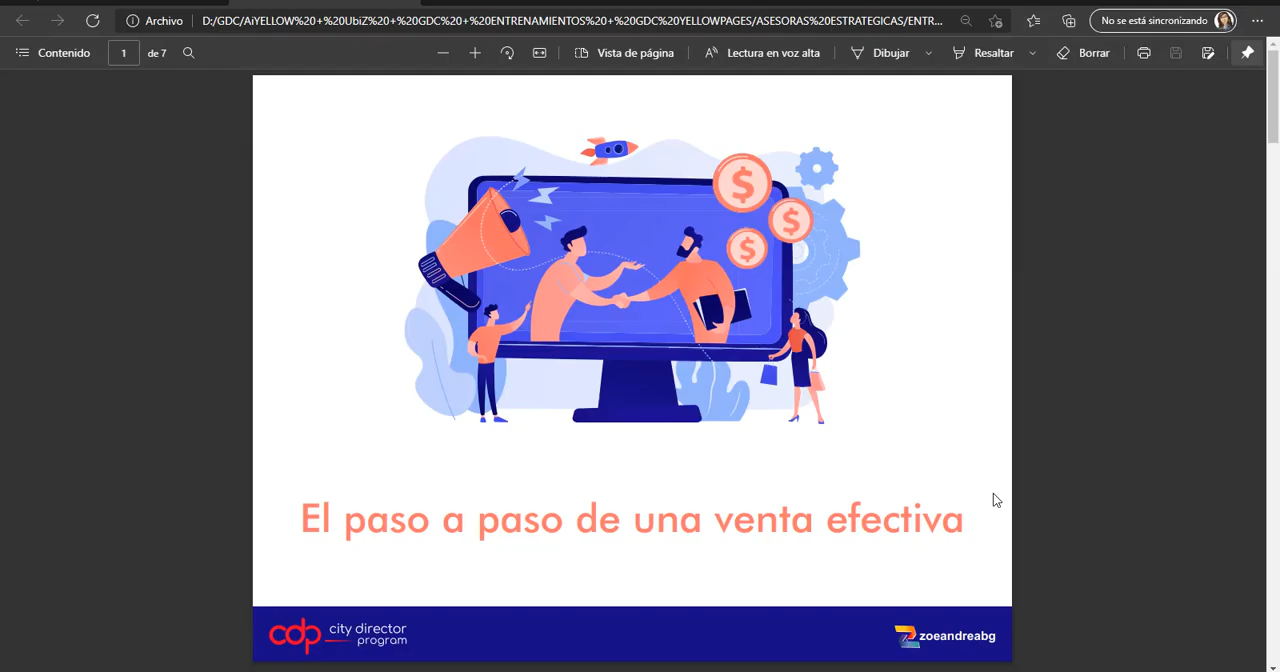 Archivo
D:/GDC/AiYELLOW%20+%20UbiZ%20+%20GDC%20+%20ENTRENAMIENTOS%20+%20GDC%20YELLOWPAGES/ASESORAS%20ESTRATEGICAS/ENTR...
No se está sincronizando
Contenido
1
de 7
Vista de página
Lectura en voz alta
Dibujar
Resaltar
Borrar
$
$
$
El paso a paso de una venta efectiva
cdp city director
program
zoeandreabg